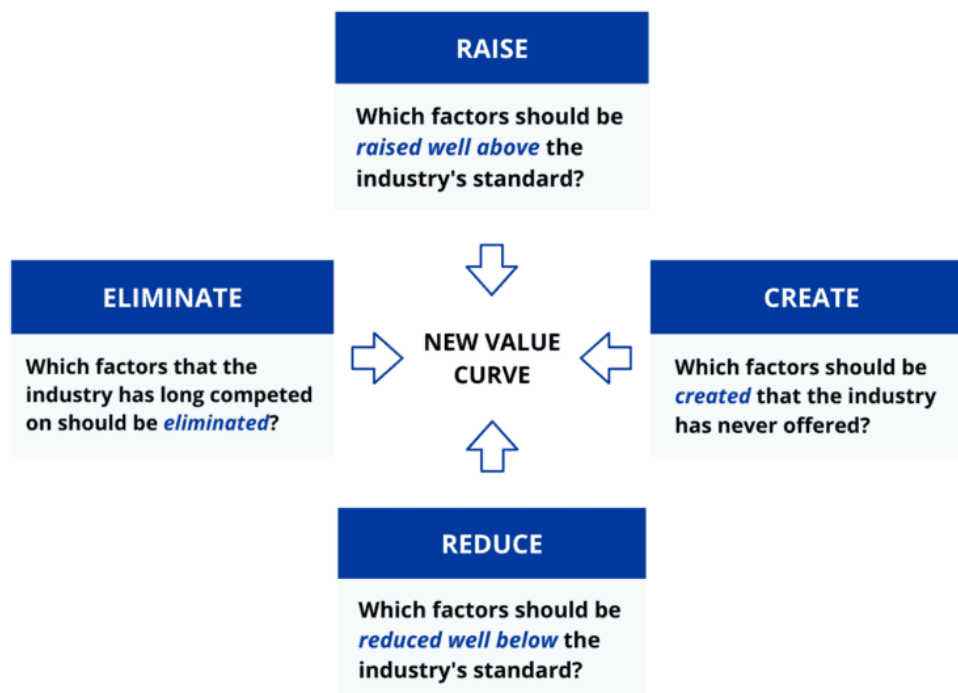 RAISE
Which factors should be
raised well above the
industry's standard?
ELIMINATE
Which factors that the
industry has long competed
on should be eliminated?
NEW VALUE
CURVE
CREATE
Which factors should be
created that the industry
has never offered?
REDUCE
Which factors should be
reduced well below the
industry's standard?